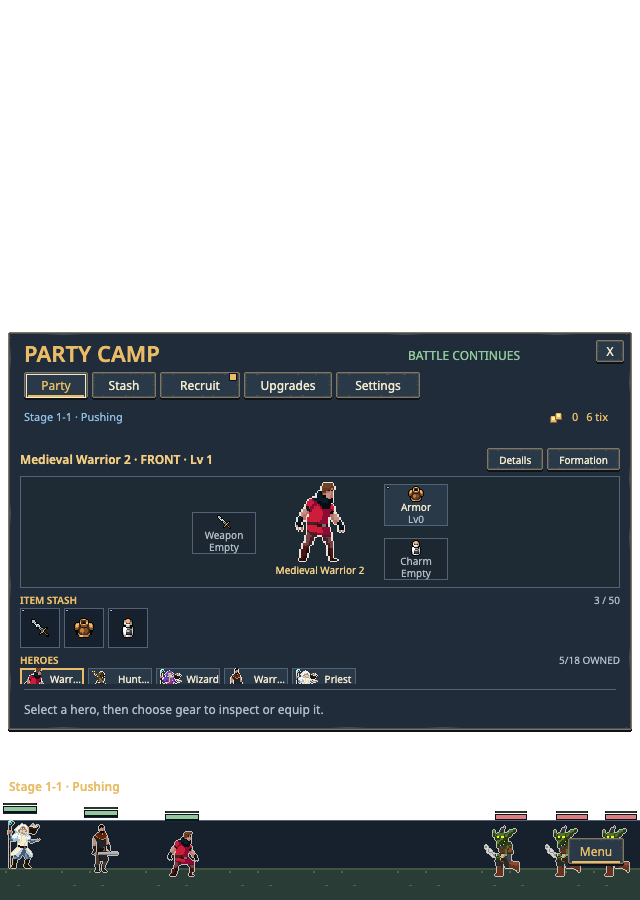 PARTY CAMP
BATTLE CONTINUES
X
Party
Stash
Recruit
Upgrades
Settings
Stage 1-1 · Pushing
0 6 tix
Medieval Warrior 2 · FRONT · Lv 1
Details
Formation
Weapon
Empty
Armor
Lv0
Charm
Empty
Medieval Warrior 2
ITEM STASH
3 / 50
HEROES
5/18 OWNED
Warr...
Hunt...
Wizard
Warr...
Priest
Select a hero, then choose gear to inspect or equip it.
Stage 1-1 · Pushing
Menu